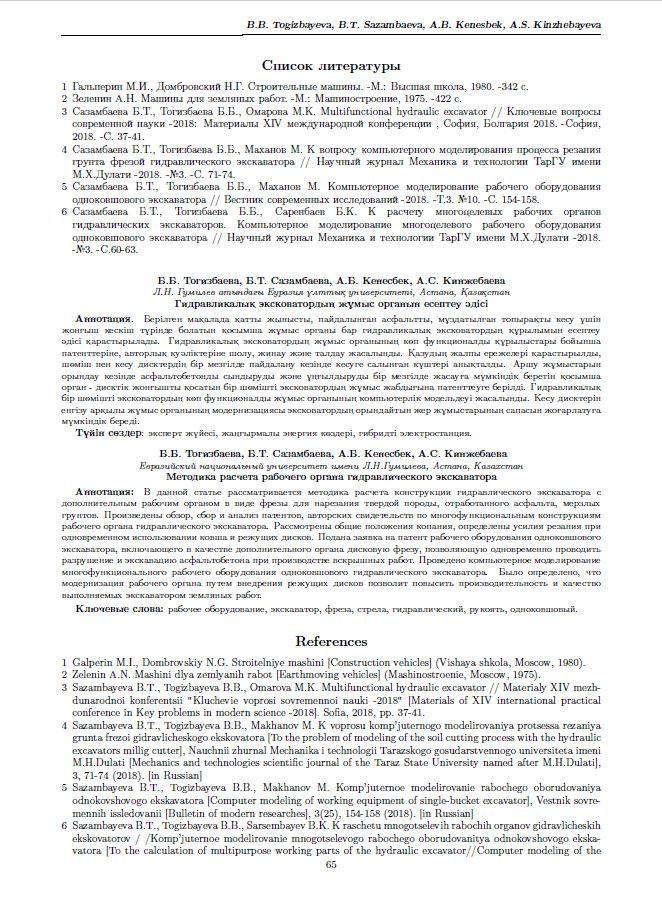 B.B. Togizbayeva, B.T. Sazambaeva, A.B. Kenesbek, A.S. Kinzhebayeva
Список литературы
1 Гальперин М.И., Домбровский Н.Г. Строительные машины. -М.: Высшая школа, 1980. -342 с.
2 Зеленин А.Н. Машины для земляных работ. -М.: Машиностроение, 1975. -422 с.
3 Сазамбаева Б.Т., Тогизбаева Б.Б., Омарова М.К. Multifunctional hydraulic excavator // Ключевые вопросы
современной науки -2018: Материалы XIV международной конференции , София, Болгария 2018. -София,
2018. -С. 37-41.
4 Сазамбаева Б.Т., Тогизбаева Б.Б., Маханов М. К вопросу компьютерного моделирования процесса резания
грунта фрезой гидравлического экскаватора // Научный журнал Механика и технологии ТарГУ имени
М.Х.Дулати -2018. -№3. -С. 71-74.
5 Сазамбаева Б.Т., Тогизбаева Б.Б., Маханов М. Компьютерное моделирование рабочего оборудования
одноковшового экскаватора // Вестник современных исследований -2018. -Т.3. №10. -С. 154-158.
6 Сазамбаева Б.Т., Тогизбаева Б.Б., Саренбаев Б.К. К расчету многоцелевых рабочих органов
гидравлических экскаваторов. Компьютерное моделирование многоцелевого рабочего оборудования
одноковшового экскаватора // Научный журнал Механика и технологии ТарГУ имени М.Х.Дулати -2018.
-№3. -С.60-63.
Б.Б. Тогизбаева, Б.Т. Сазамбаева, А.Б. Кенесбек, А.С. Кинжебаева
Л.Н. Гумилев атындағы Еуразия ұлттық университеті, Астана, Қазақстан
Гидравликалық эксковатордың жұмыс органын есептеу әдісі
Аннотация. Берілген мақалада қатты жынысты, пайдалынған асфальтты, мұздатылған топырақты кесу үшін
жонғыш кескіш түрінде болатын қосымша жұмыс органы бар гидравликалық эксковатордың құрылымын есептеу
әдісі қарастырылады. Гидравликалық жұмыс органының көп функционалды құрылыстары бойынша
патенттеріне, авторлық куәліктеріне шолу, жинау және талдау жасалынды. Қазудың жалпы ережелері қарастырылды,
шөміш пен кесу дисктердің бір мезгілде пайдалану кезінде кесуге салынған күштері анықталды. Аршу жұмыстарын
орындау кезінде асфальтобетонды сындыруды және үңгылдыруды бір мезгілде жасауға мүмкіндік беретін қосымша
орган - дисктік жонғышты қосатын бір шөмішті эксковатордың жұмыс жабдығына патенттеуге берілді. Гидравликалық
бір шөмішті эксковатордың көп функционалды жұмыс органының компьютерлік модельдеуі жасалынды. Кесу дисктерін
енгізу арқылы жұмыс органының модернизациясы эксковатордың орындайтын жер жұмыстарының сапасын жоғарлатуға
мүмкіндік береді.
Түйін сөздер: эксперт жүйесі, жаңғырмалы энергия көздері, гибридті электростанция.
Б.Б. Тогизбаева, Б.Т. Сазамбаева, А.Б. Кенесбек, А.С. Кинжебаева
Евразийский национальный университет имени Л.Н.Гумилева, Астана, Казахстан
Методика расчета рабочего органа гидравлического экскаватора
Аннотация: В данной статье рассматривается методика расчета конструкции гидравлического экскаватора с
дополнительным рабочим органом в виде фрезы для нарезания твердой породы, отработанного асфальта, мерзлых
грунтов. Произведены обзор, сбор и анализ патентов, авторских свидетельств по многофункциональным конструкциям
рабочего органа гидравлического экскаватора. Рассмотрены общие положения копания, определены усилия резания при
одновременном использовании ковша и режущих дисков. Подана заявка на патент рабочего оборудования одноковшового
экскаватора, включающего в качестве дополнительного органа дисковую фрезу, позволяющую одновременно проводить
разрушение и экскавацию асфальтобетона при производстве вскрышных работ. Проведено компьютерное моделирование
многофункционального рабочего оборудования одноковшового гидравлического экскаватора. Было определено, что
модернизация рабочего органа путем внедрения режущих дисков позволит повысить производительность и качество
выполняемых экскаватором земляных работ.
Ключевые слова: рабочее оборудование, экскаватор, фреза, стрела, гидравлический, рукоять, одноковшовый.
References
1 Galperin M.I., Dombrovskiy N.G. Stroitelniye mashini [Construction vehicles] (Vishaya shkola, Moscow, 1980).
2 Zelenin A.N. Mashini dlya zemlyanih rabot [Earthmoving vehicles] (Mashinostroenie, Moscow, 1975).
3 Sazambayeva B.T., Togizbayeva B.B., Omarova M.K. Multifunctional hydraulic excavator // Materialy XIV mezh-
dunarodnoi konferentsii "Kluchevie voprosi sovremennoi nauki -2018" [Materials of XIV international practical
conference in Key problems in modern science -2018]. Sofia, 2018, pp. 37-41.
4 Sazambayeva B.T., Togizbayeva B.B., Makhanov M. K voprosu komp'juternogo modelirovaniya protsessa rezaniya
grunta frezoi gidravlicheskogo ekskovatora [To the problem of modeling of the soil cutting process with the hydraulic
excavators millig cutter], Nauchnii zhurnal Mechanika i technologii Tarazskogo gosudarstvennogo universiteta imeni
M.H.Dulati [Mechanics and technologies scientific journal of the Taraz State University named after M.H.Dulati],
3, 71-74 (2018). [in Russian]
5 Sazambayeva B.T., Togizbayeva B.B., Makhanov M. Komp'juternoe modelirovanie rabochego oborudovaniya
odnokovshovogo ekskavatora [Computer modeling of working equipment of single-bucket excavator], Vestnik sovre-
mennih issledovanii [Bulletin of modern researches], 3(25), 154-158 (2018). [in Russian]
6 Sazambayeva B.T., Togizbayeva B.B., Sarsembayev B.K. K raschetu mnogotselevih rabochih organov gidravlicheskih
ekskovatorov / /Komp'juternoe modelirovanie mnogotselevogo rabochego oborudovanitya odnokovshovogo ekska-
vatora [To the calculation of multipurpose working parts of the hydraulic excavator//Computer modeling of the
65